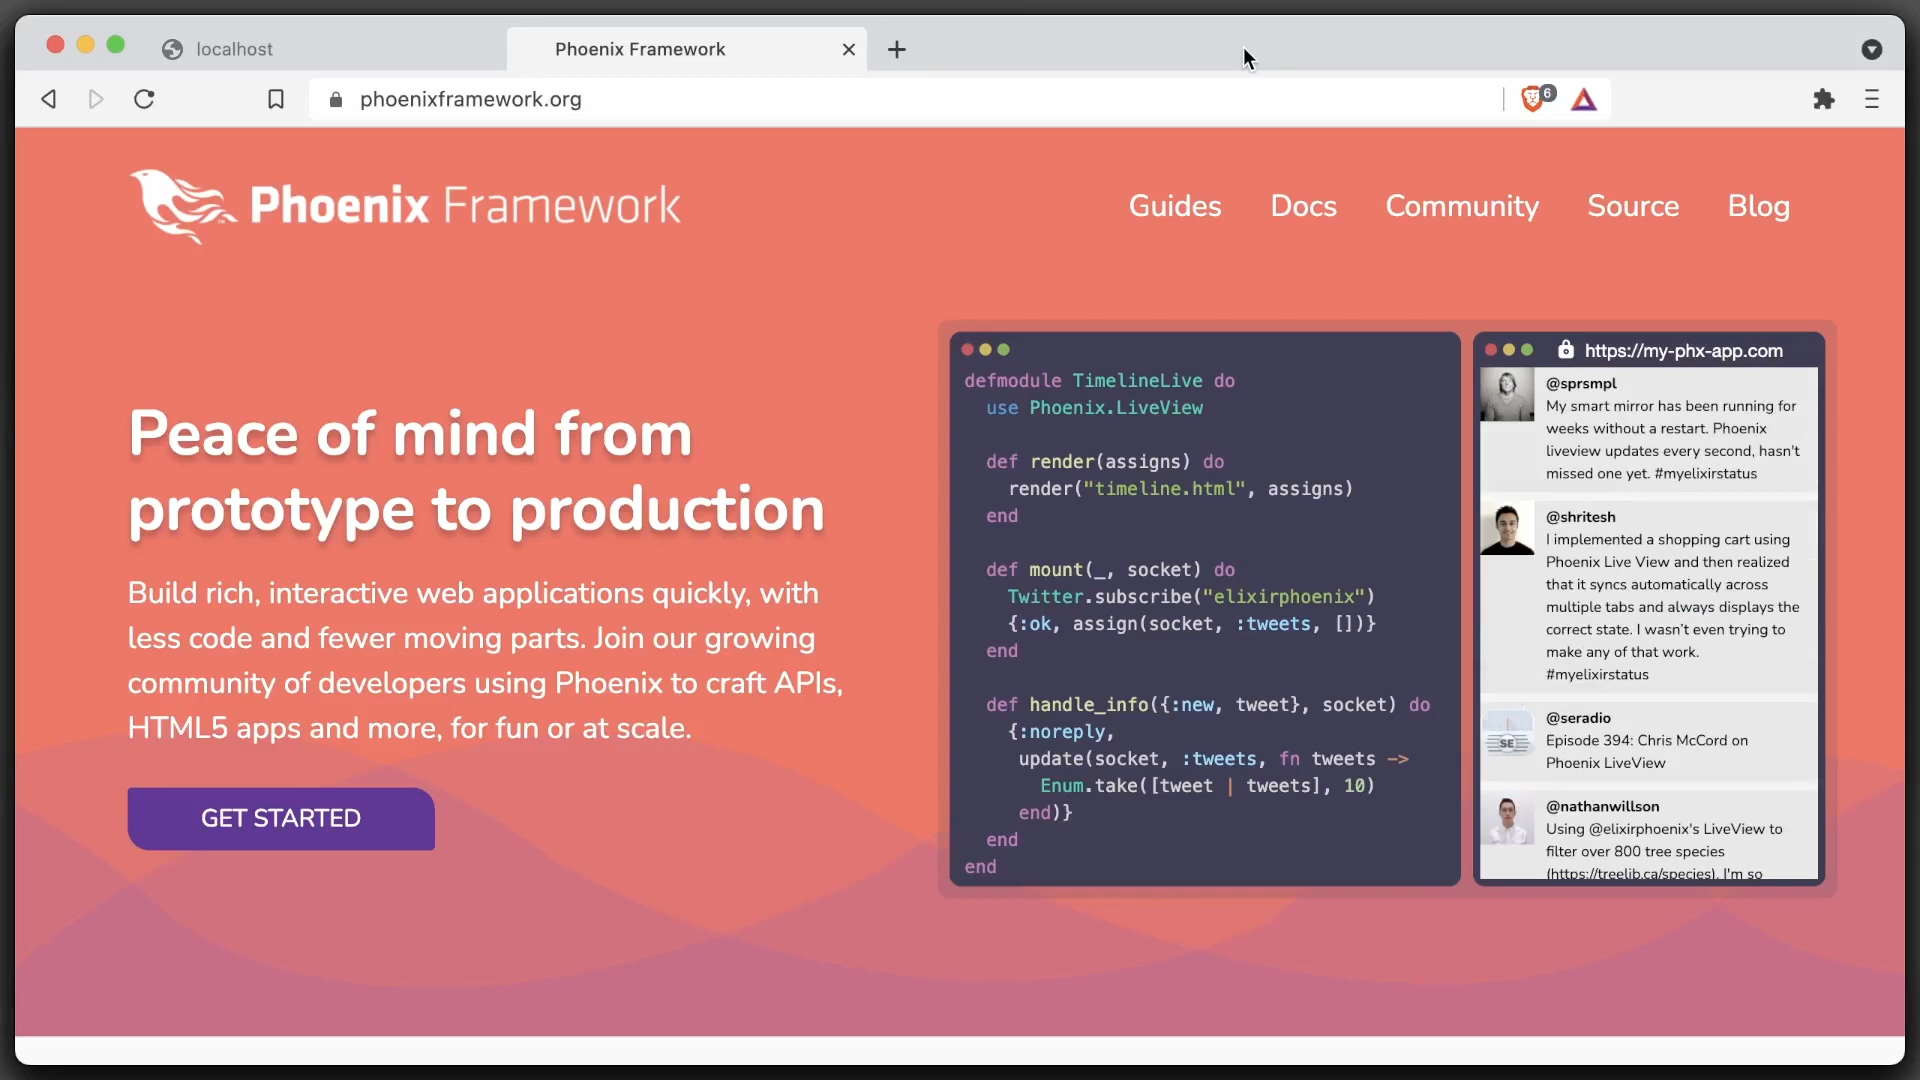 localhost
Phoenix Framework
phoenixframework.org
6
Phoenix Framework
Guides
Docs
Community
Source
Blog
Peace of mind from
prototype to production
Build rich, interactive web applications quickly, with
less code and fewer moving parts. Join our growing
community of developers using Phoenix to craft APIs,
HTML5 apps and more, for fun or at scale.
GET STARTED
defmodule TimelineLive do
use Phoenix.LiveView
def render(assigns) do
render("timeline.html", assigns)
end
def mount(_, socket) do
Twitter.subscribe("elixirphoenix")
{:ok, assign(socket, :tweets, [])}
end
def handle_info({:new, tweet}, socket) do
{:noreply,
update(socket, :tweets, fn tweets ->
Enum.take([tweet | tweets], 10)
end)}
end
end
https://my-phx-app.com
@sprsmpl
My smart mirror has been running for
weeks without a restart. Phoenix
liveview updates every second, hasn't
missed one yet. #myelixirstatus
@shritesh
I implemented a shopping cart using
Phoenix Live View and then realized
that it syncs automatically across
multiple tabs and always displays the
correct state. I wasn’t even trying to
make any of that work.
#myelixirstatus
SE
@seradio
Episode 394: Chris McCord on
Phoenix LiveView
@nathanwillson
Using @elixirphoenix's LiveView to
filter over 800 tree species
(https://treelib.ca/species). I'm so